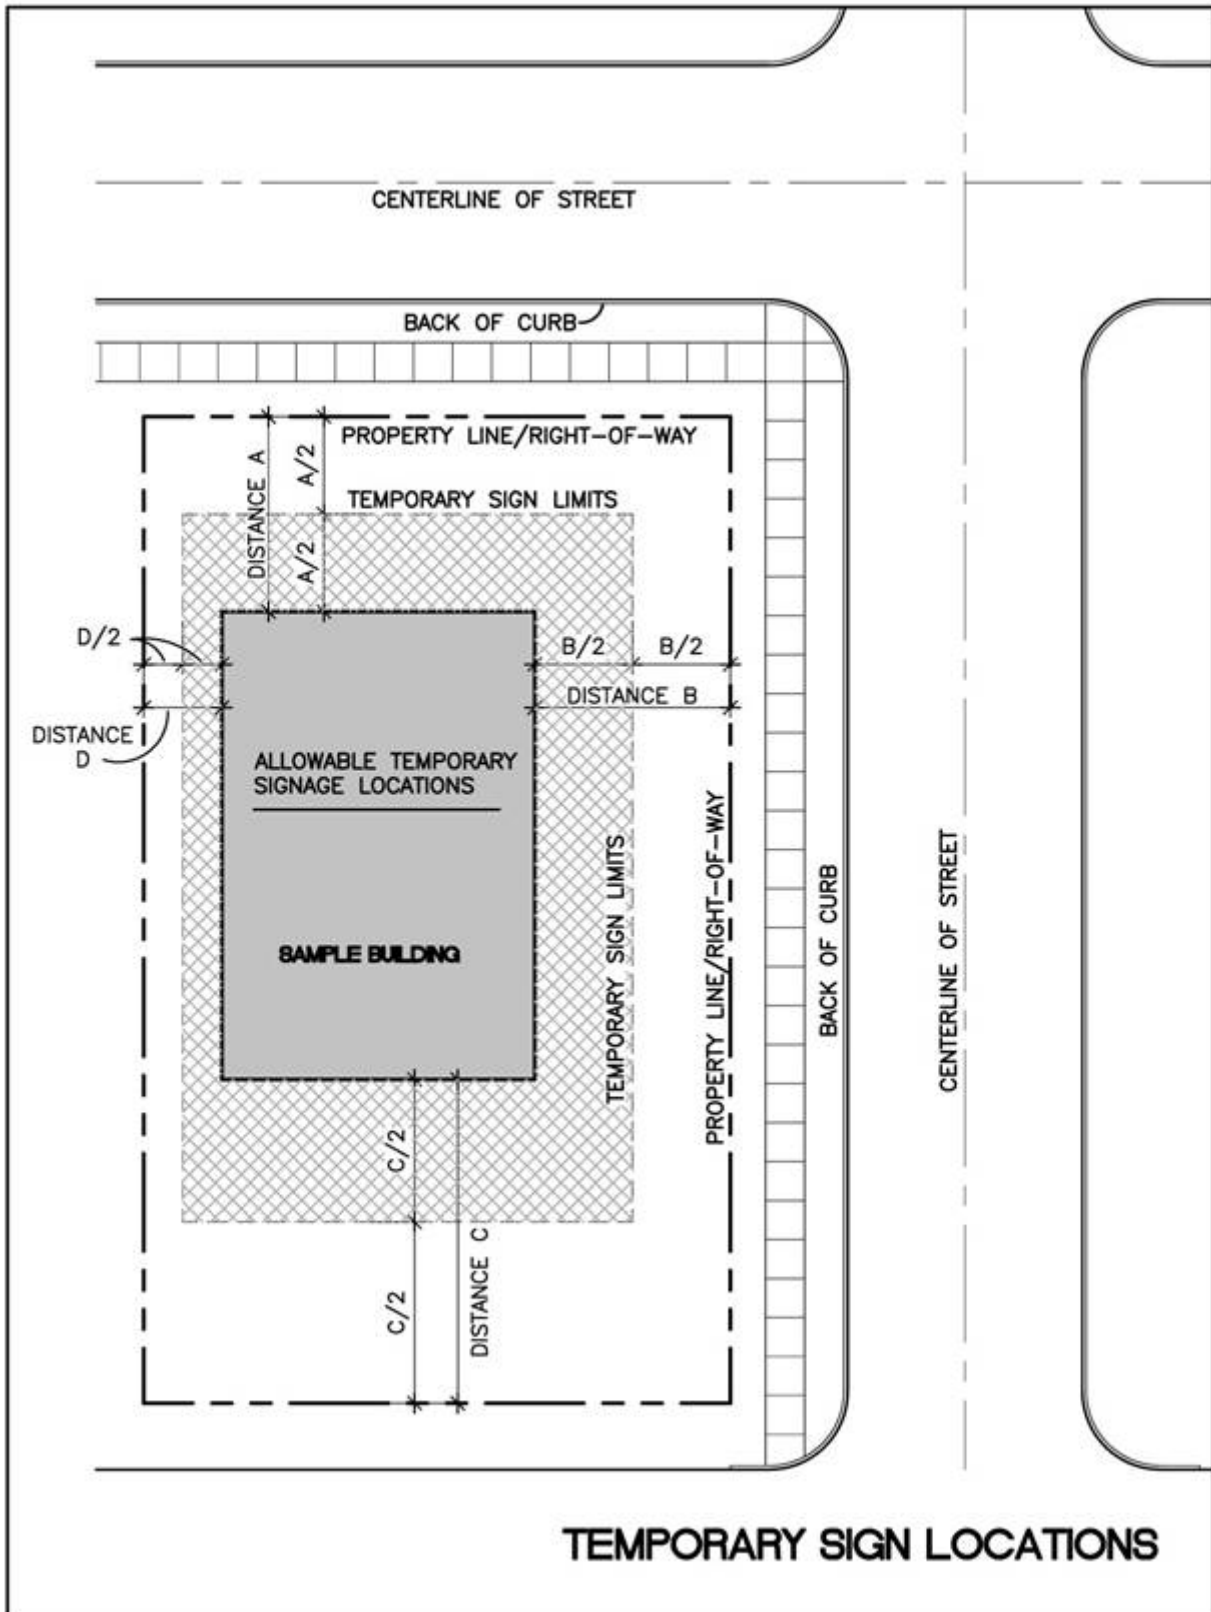 CENTERLINE OF STREET
BACK OF CURB
PROPERTY LINE/RIGHT-OF-WAY
DISTANCE A
A/2
TEMPORARY SIGN LIMITS
A/2
D/2
B/2
B/2
DISTANCE B
DISTANCE
D
ALLOWABLE TEMPORARY
SIGNAGE LOCATIONS
SAMPLE BUILDING
TEMPORARY SIGN LIMITS
PROPERTY LINE/RIGHT-OF-WAY
BACK OF CURB
CENTERLINE OF STREET
C/2
C/2
DISTANCE C
TEMPORARY SIGN LOCATIONS